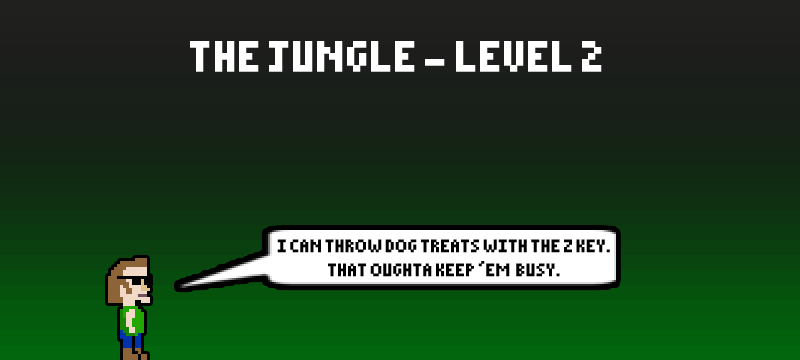 THE JUNGLE - LEVEL 2
I CAN THROW DOG TREATS WITH THE Z KEY.
THAT OUGHTA KEEP 'EM BUSY.